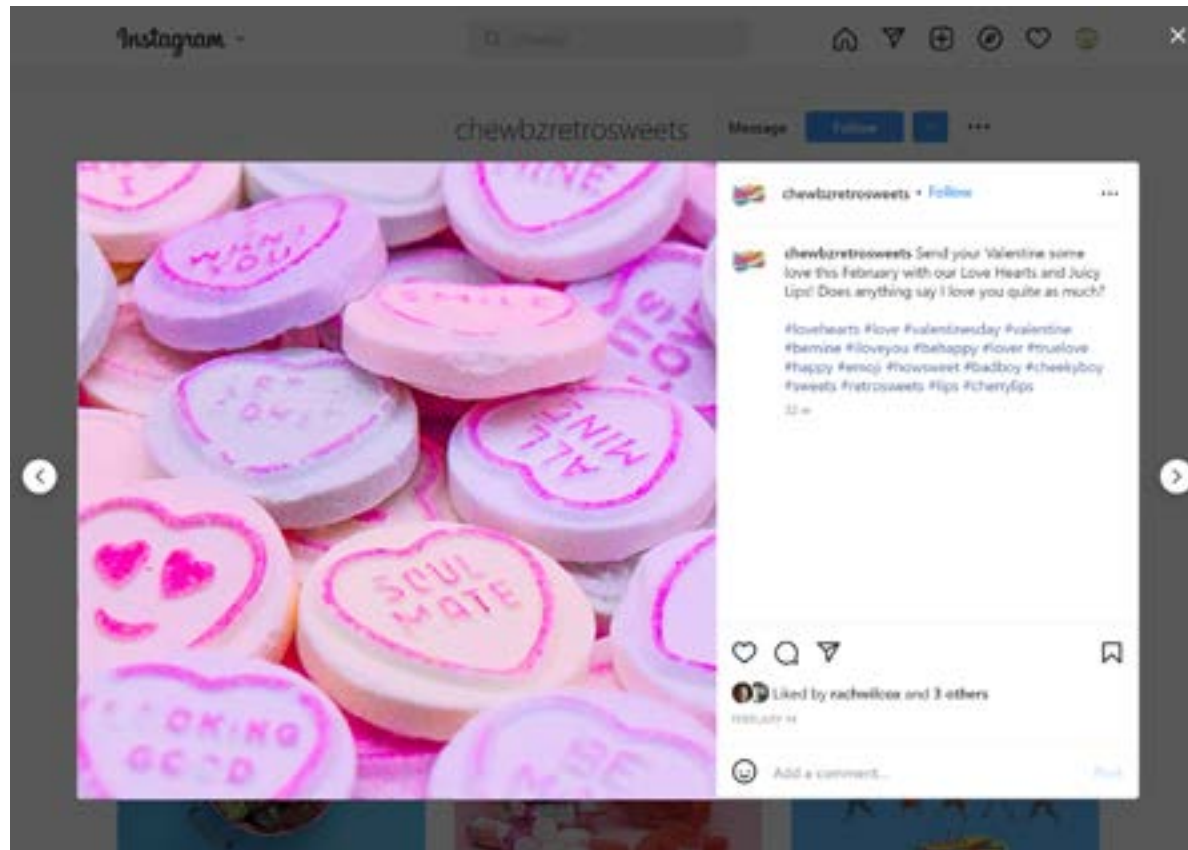 Instagram
chewbzretrosweets Message Follow
chewbzretrosweets • Follow
chewbzretrosweets Send your Valentine some
love this February with our Love Hearts and Juicy
Lips! Does anything say I love you quite as much?
#lovehearts #love #valentinesday #valentine
#bemine #iloveyou #behappy #lover #truelove
#happy #emoji #howsweet #badboy #cheekyboy
#sweets #retrosweets #lips #cherrylips
Liked by rachwilcox and 3 others
FEBRUARY 14
Add a comment...
Post
I
MINE
I WANT
YOU
SMILE
LOVE
ALL
MINE
SOUL
MATE
LOOKING
GOOD
BE